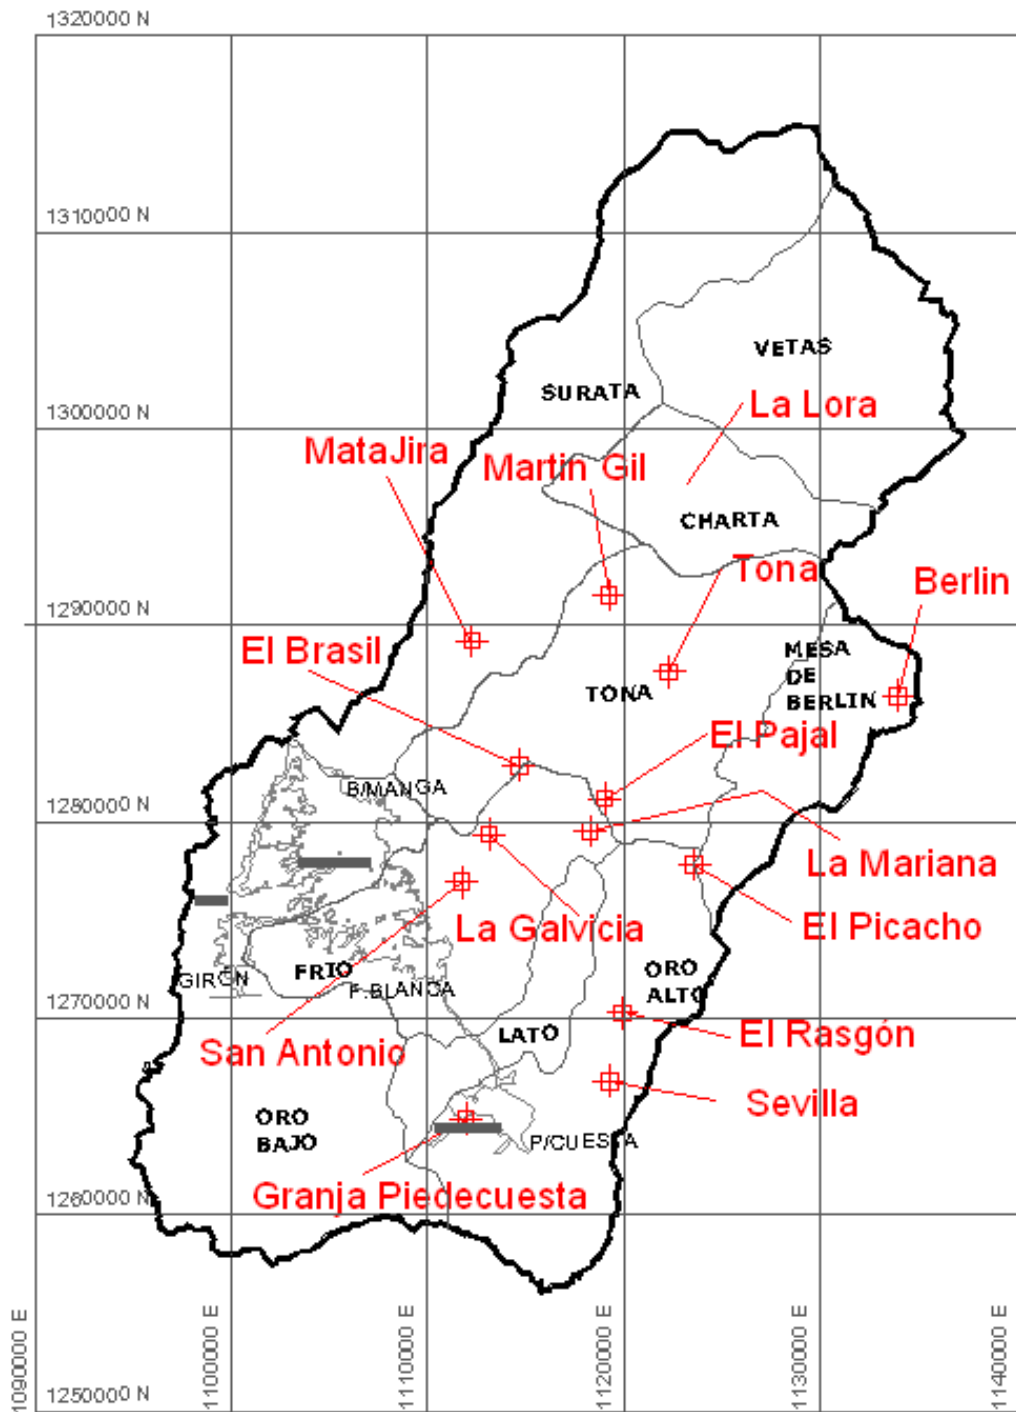 1320000 N
1310000 N
VETAS
SURATA
La Lora
1300000 N
MataJira
Martin Gil
CHARTA
Tona
Berlin
1290000 N
El Brasil
MESA
DE
BERLIN
TONA
El Pajal
B/MANGA
1280000 N
La Mariana
La Galvicia
El Picacho
GIRÓN
FRIO
F.BLANCA
ORO
ALTO
1270000 N
San Antonio
LATO
El Rasgón
Sevilla
ORO
BAJO
P/CUESTA
Granja Piedecuesta
1260000 N
1250000 N
1090000 E
1100000 E
1110000 E
1120000 E
1130000 E
1140000 E